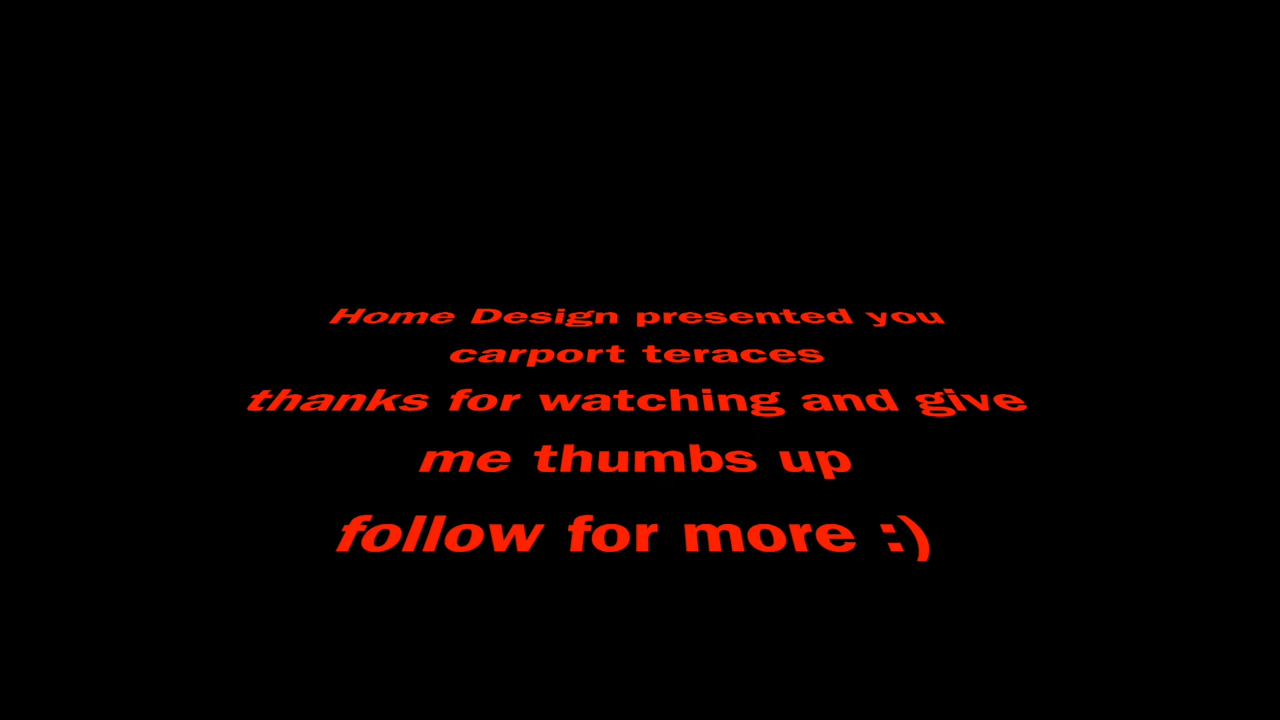 Home Design presented you
carport teraces
thanks for watching and give
me thumbs up
follow for more :)